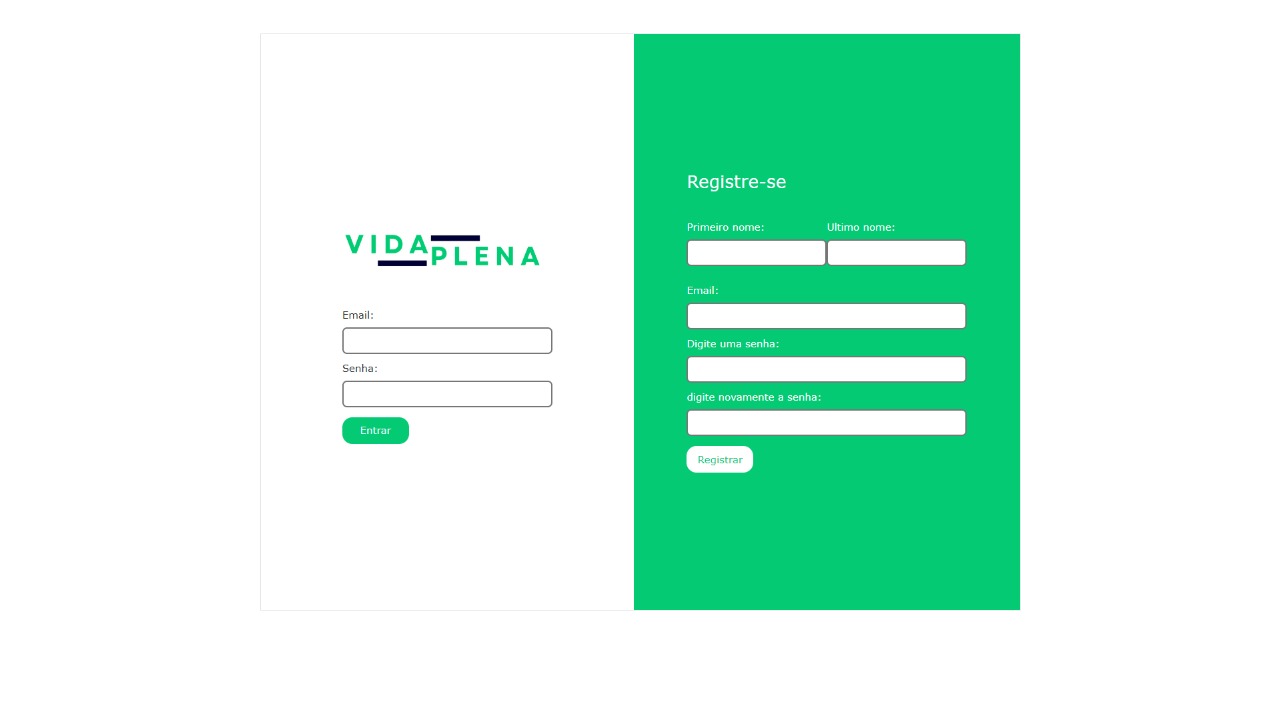 VIDA
PLENA
Email:
Senha:
Entrar
Registre-se
Primeiro nome: Ultimo nome:
Email:
Digite uma senha:
digite novamente a senha:
Registrar